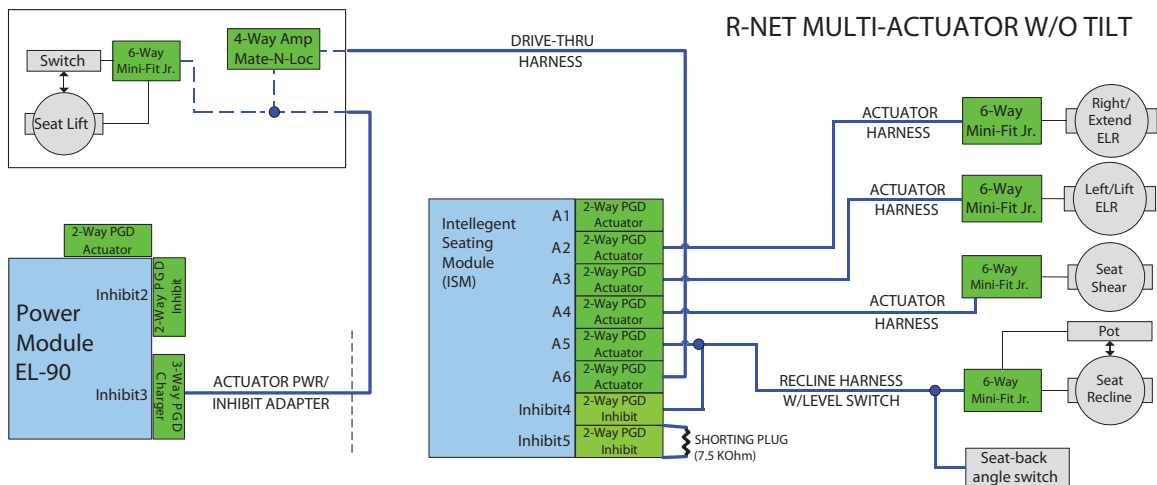 R-NET MULTI-ACTUATOR W/O TILT
Switch
6-Way
Mini-Fit Jr.
4-Way Amp
Mate-N-Loc
Seat Lift
DRIVE-THRU
HARNESS
2-Way PGD
Actuator
Power
Module
EL-90
Inhibit2
2-Way PGD
Inhibit
Inhibit3
3-Way PGD
Charger
ACTUATOR PWR/
INHIBIT ADAPTER
Intellegent
Seating
Module
(ISM)
A1
2-Way PGD
Actuator
A2
2-Way PGD
Actuator
A3
2-Way PGD
Actuator
A4
2-Way PGD
Actuator
A5
2-Way PGD
Actuator
A6
2-Way PGD
Actuator
Inhibit4
2-Way PGD
Inhibit
Inhibit5
2-Way PGD
Inhibit
SHORTING PLUG
(7.5 KOhm)
ACTUATOR
HARNESS
6-Way
Mini-Fit Jr.
Right/
Extend
ELR
ACTUATOR
HARNESS
6-Way
Mini-Fit Jr.
Left/Lift
ELR
ACTUATOR
HARNESS
6-Way
Mini-Fit Jr.
Seat
Shear
RECLINE HARNESS
W/LEVEL SWITCH
6-Way
Mini-Fit Jr.
Pot
Seat
Recline
Seat-back
angle switch